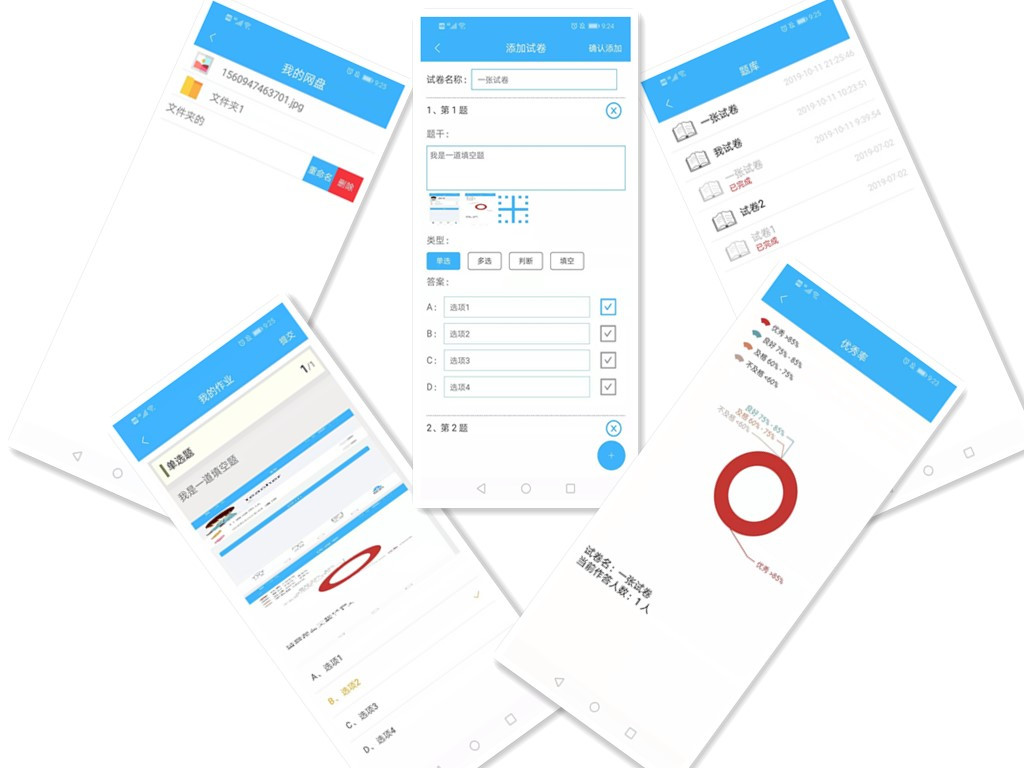 9:25
我的网盘
1560947463701.jpg
文件夹1
文件夹的
重命名
删除
9:24
添加试卷
确认添加
试卷名称：
一张试卷
1、第 1 题
题干：
我是一道填空题
类型：
单选
多选
判断
填空
答案：
A：
选项1
B：
选项2
C：
选项3
D：
选项4
2、第 2 题
9:25
题库
一张试卷
2019-10-11 21:25:46
我试卷
2019-10-11 10:23:51
一张试卷
2019-10-11 9:39:54
已完成
试卷2
2019-07-02
试卷1
2019-07-02
已完成
9:25
我的作业
提交
1/1
单选题
我是一道填空题
A、选项1
B、选项2
C、选项3
D、选项4
9:23
优秀率
优秀 >85%
良好 75% - 85%
及格 60% - 75%
不及格 <60%
良好 75% - 85%
及格 60% - 75%
不及格 <60%
优秀 >85%
试卷名：一张试卷
当前作答人数：1 人